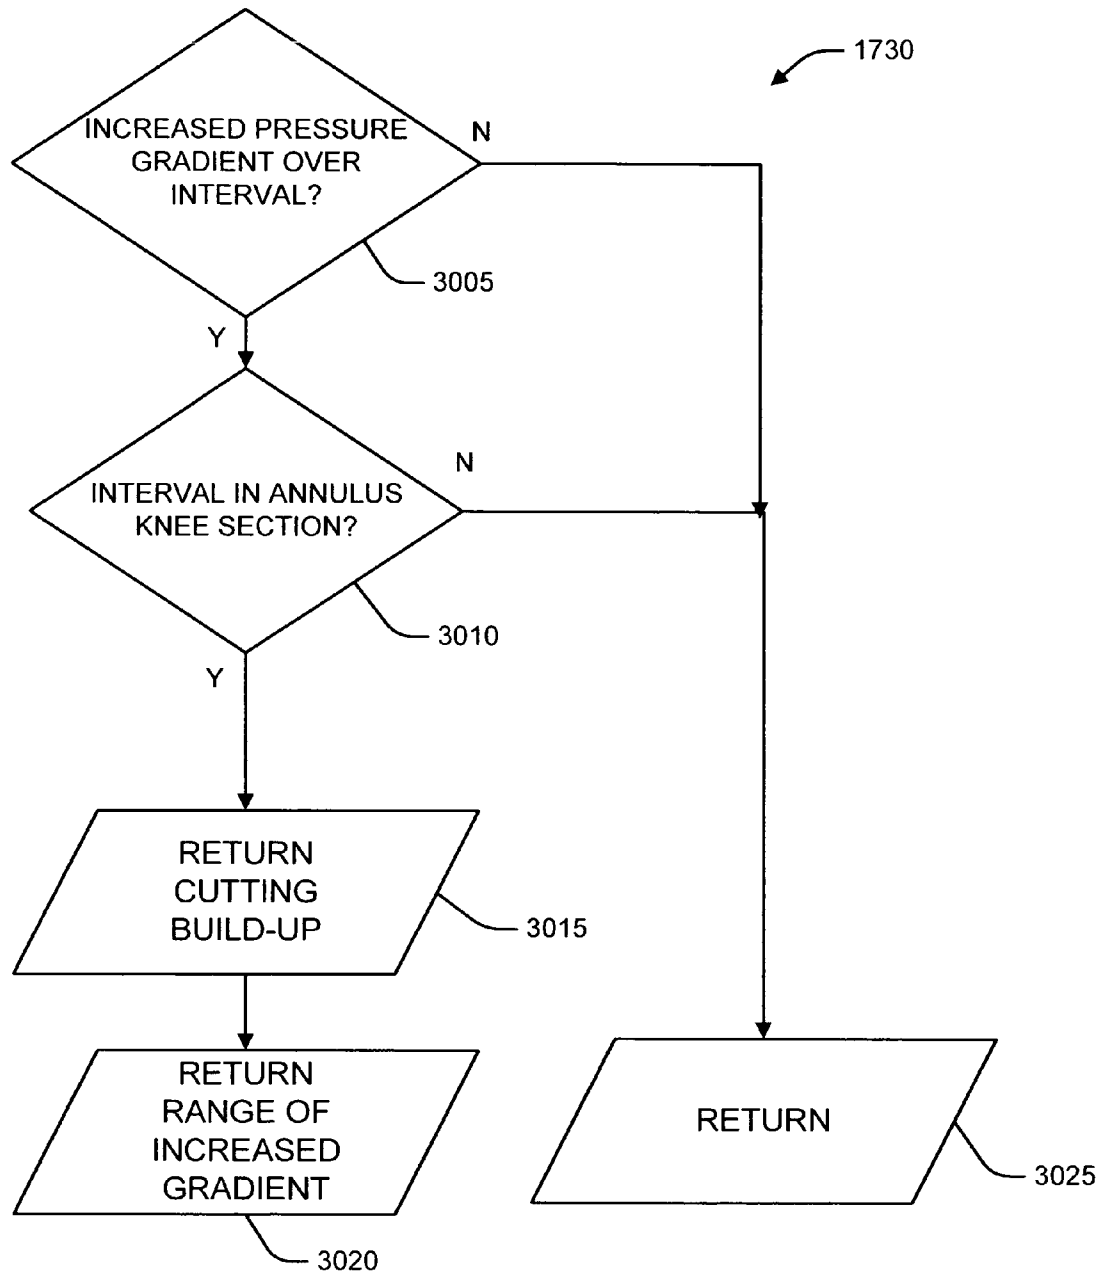 1730
INCREASED PRESSURE
GRADIENT OVER
INTERVAL?
N
3005
Y
INTERVAL IN ANNULUS
KNEE SECTION?
N
3010
Y
RETURN
CUTTING
BUILD-UP
3015
RETURN
RANGE OF
INCREASED
GRADIENT
3020
RETURN
3025